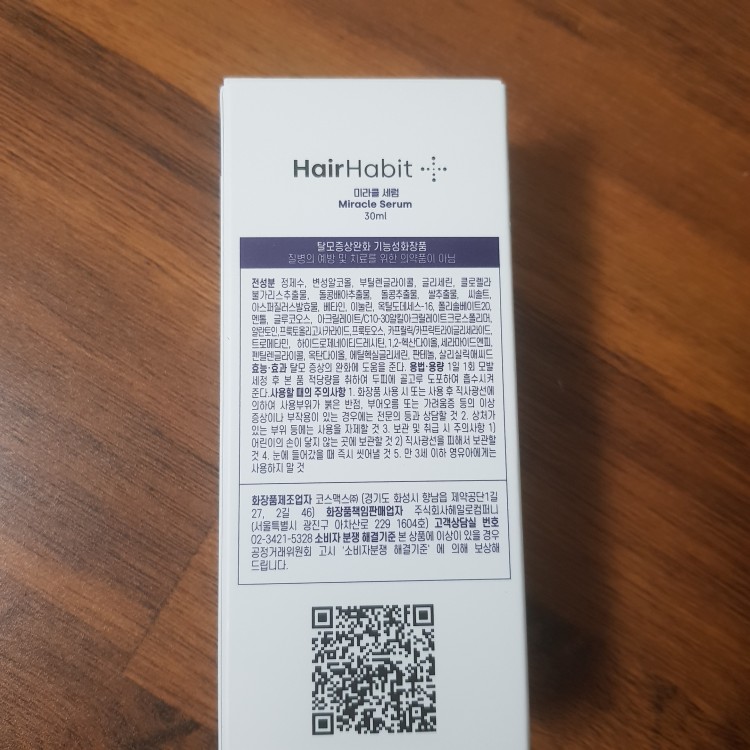 HairHabit
미라클 세럼
Miracle Serum
30ml
탈모증상완화 기능성화장품
질병의 예방 및 치료를 위한 의약품이 아님
전성분 정제수, 변성알코올, 부틸렌글라이콜, 글리세린, 클로렐라
불가리스추출물, 돌콩배아추출물, 돌콩추출물, 쌀추출물, 씨솔트,
아스퍼질러스발효물, 베타인, 이눌린, 옥틸도데세스-16, 폴리솔베이트20,
멘톨, 글루코오스, 아크릴레이트/C10-30알킬아크릴레이트크로스폴리머,
알란토인,프룩토올리고사카라이드,프룩토오스, 카프릴릭/카프릭트라이글리세라이드,
트로메타민, 하이드로제네이티드레시틴, 1,2-헥산다이올,세라마이드엔피,
펜틸렌글라이콜, 옥탄다이올, 에틸헥실글리세린, 판테놀, 살리실릭애씨드
효능·효과 탈모 증상의 완화에 도움을 준다. 용법·용량 1일 1회 모발
세정 후 본 품 적당량을 취하여 두피에 골고루 도포하여 흡수시켜
준다.사용할 때의 주의사항 1. 화장품 사용 시 또는 사용 후 직사광선에
의하여 사용부위가 붉은 반점, 부어오름 또는 가려움증 등의 이상
증상이나 부작용이 있는 경우에는 전문의 등과 상담할 것 2. 상처가
있는 부위 등에는 사용을 자제할 것 3. 보관 및 취급 시 주의사항 1)
어린이의 손이 닿지 않는 곳에 보관할 것 2) 직사광선을 피해서 보관할
것 4. 눈에 들어갔을 때 즉시 씻어낼 것 5. 만 3세 이하 영유아에게는
사용하지 말 것
화장품제조업자 코스맥스㈜ (경기도 화성시 향남읍 제약공단1길
27, 2길 46) 화장품책임판매업자 주식회사헤일로컴퍼니
(서울특별시 광진구 아차산로 229 1604호) 고객상담실 번호
02-3421-5328 소비자 분쟁 해결기준 본 상품에 이상이 있을 경우
공정거래위원회 고시 '소비자분쟁 해결기준' 에 의해 보상해
드립니다.